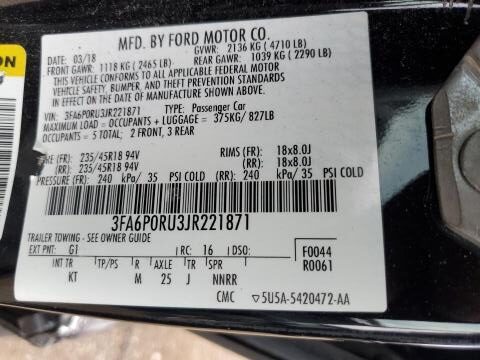 MFD. BY FORD MOTOR CO.
03/18 GVWR: 2136 KG (4710 LB)
FRONT GAWR: 1118 KG (2465 LB) REAR GAWR: 1039 KG (2290 LB)
THIS VEHICLE CONFORMS TO ALL APPLICABLE FEDERAL MOTOR
VEHICLE SAFETY, BUMPER, AND THEFT PREVENTION STANDARDS IN
EFFECT ON THE DATE OF MANUFACTURE SHOWN ABOVE.
VIN: 3FA6P0RU3JR221871 TYPE: Passenger Car
MAXIMUM LOAD = OCCUPANTS + LUGGAGE = 375KG/ 827LB
OCCUPANTS = 5 TOTAL; 2 FRONT, 3 REAR
(FR): 235/45R18 94V RIMS (FR): 18x8.0J
(RR): 235/45R18 94V (RR): 18x8.0J
PRESSURE (FR): 240 kPa/ 35 PSI COLD (RR): 240 kPa/ 35 PSI COLD
3FA6P0RU3JR221871
TRAILER TOWING - SEE OWNER GUIDE
EXT PNT: G1 RC: 16 DSO: F0044
INT TR TP/PS R AXLE TR SPR R0061
KT M 25 J NNRR
CMC ▽5U5A-5420472-AA